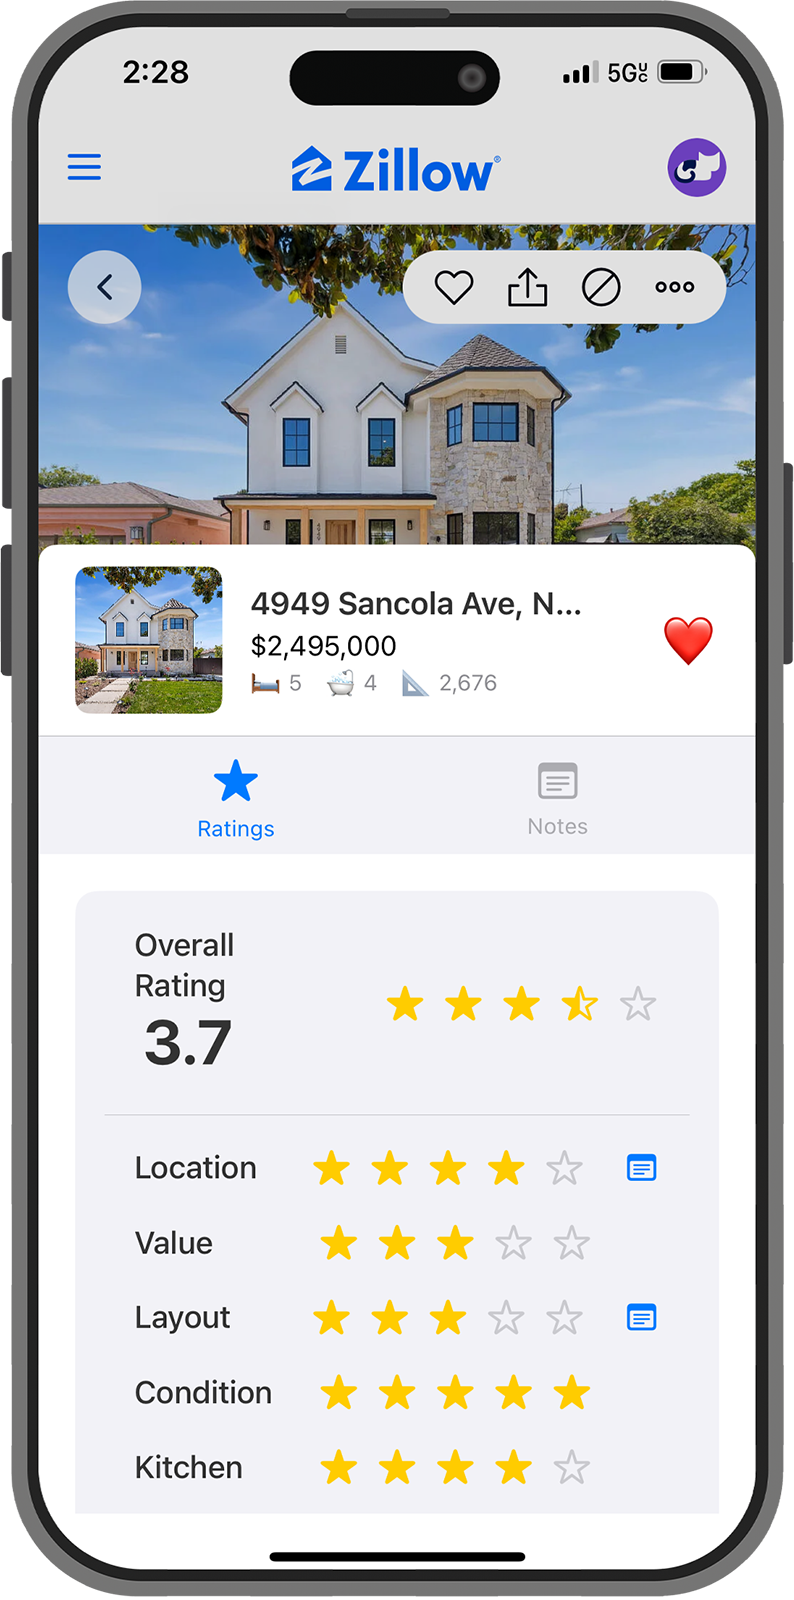 2:28
5G UC
Zillow®
4949 Sancola Ave, N...
$2,495,000
5 4 2,676
Ratings Notes
Overall
Rating
3.7
Location
Value
Layout
Condition
Kitchen